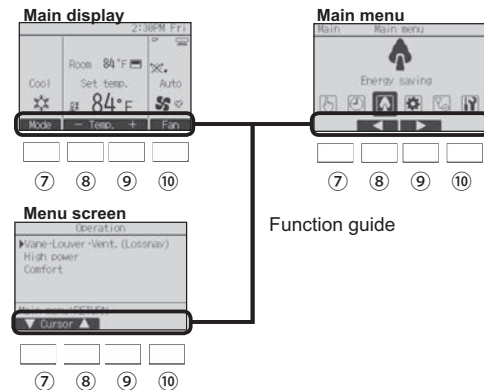 Main display
2:30PM Fri
Room 84°F
Cool Set temp. Auto
84°F
Mode − Temp. + Fan
⑦ ⑧ ⑨ ⑩
Main menu
Main Main menu
Energy saving
⑦ ⑧ ⑨ ⑩
Function guide
Menu screen
Operation
Vane·Louver·Vent. (Lossnay)
High power
Comfort
Main menu:RETURN
▼ Cursor ▲
⑦ ⑧ ⑨ ⑩